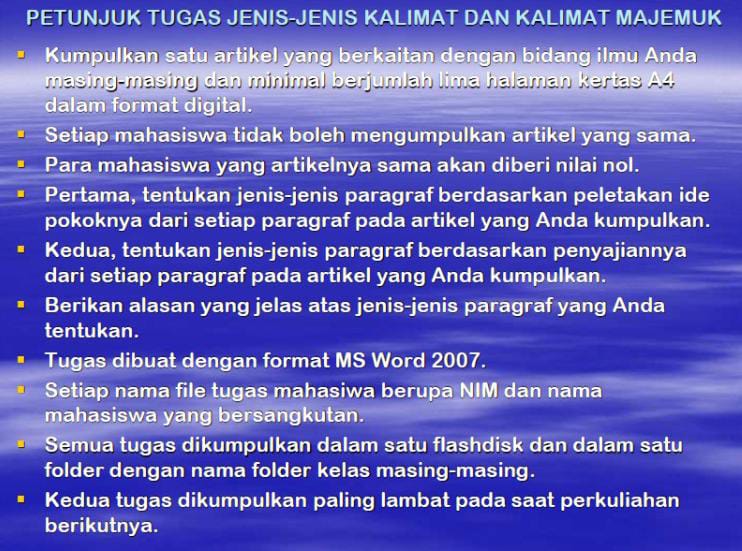 PETUNJUK TUGAS JENIS-JENIS KALIMAT DAN KALIMAT MAJEMUK
Kumpulkan satu artikel yang berkaitan dengan bidang ilmu Anda
masing-masing dan minimal berjumlah lima halaman kertas A4
dalam format digital.
Setiap mahasiswa tidak boleh mengumpulkan artikel yang sama.
Para mahasiswa yang artikelnya sama akan diberi nilai nol.
Pertama, tentukan jenis-jenis paragraf berdasarkan peletakan ide
pokoknya dari setiap paragraf pada artikel yang Anda kumpulkan.
Kedua, tentukan jenis-jenis paragraf berdasarkan penyajiannya
dari setiap paragraf pada artikel yang Anda kumpulkan.
Berikan alasan yang jelas atas jenis-jenis paragraf yang Anda
tentukan.
Tugas dibuat dengan format MS Word 2007.
Setiap nama file tugas mahasiwa berupa NIM dan nama
mahasiswa yang bersangkutan.
Semua tugas dikumpulkan dalam satu flashdisk dan dalam satu
folder dengan nama folder kelas masing-masing.
Kedua tugas dikumpulkan paling lambat pada saat perkuliahan
berikutnya.